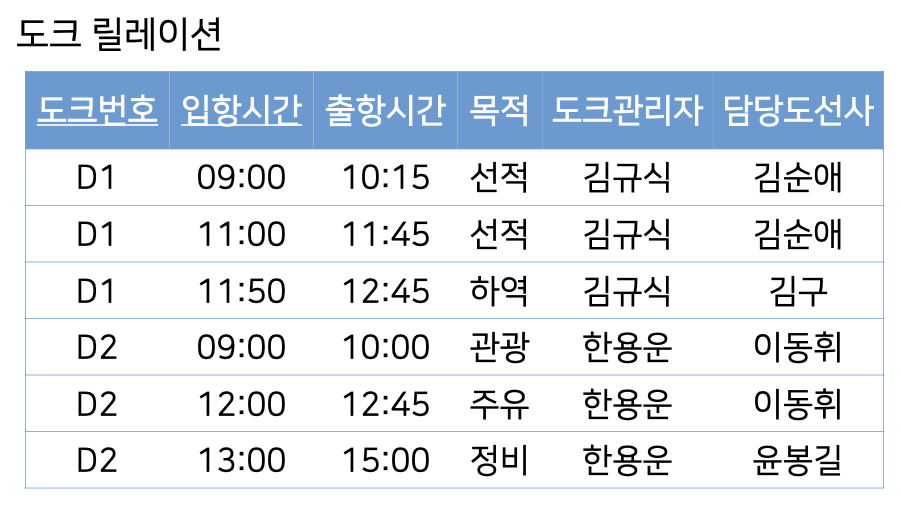 도크 릴레이션
도크번호 입항시간 출항시간 목적 도크관리자 담당도선사
D1 09:00 10:15 선적 김규식 김순애
D1 11:00 11:45 선적 김규식 김순애
D1 11:50 12:45 하역 김규식 김구
D2 09:00 10:00 관광 한용운 이동휘
D2 12:00 12:45 주유 한용운 이동휘
D2 13:00 15:00 정비 한용운 윤봉길